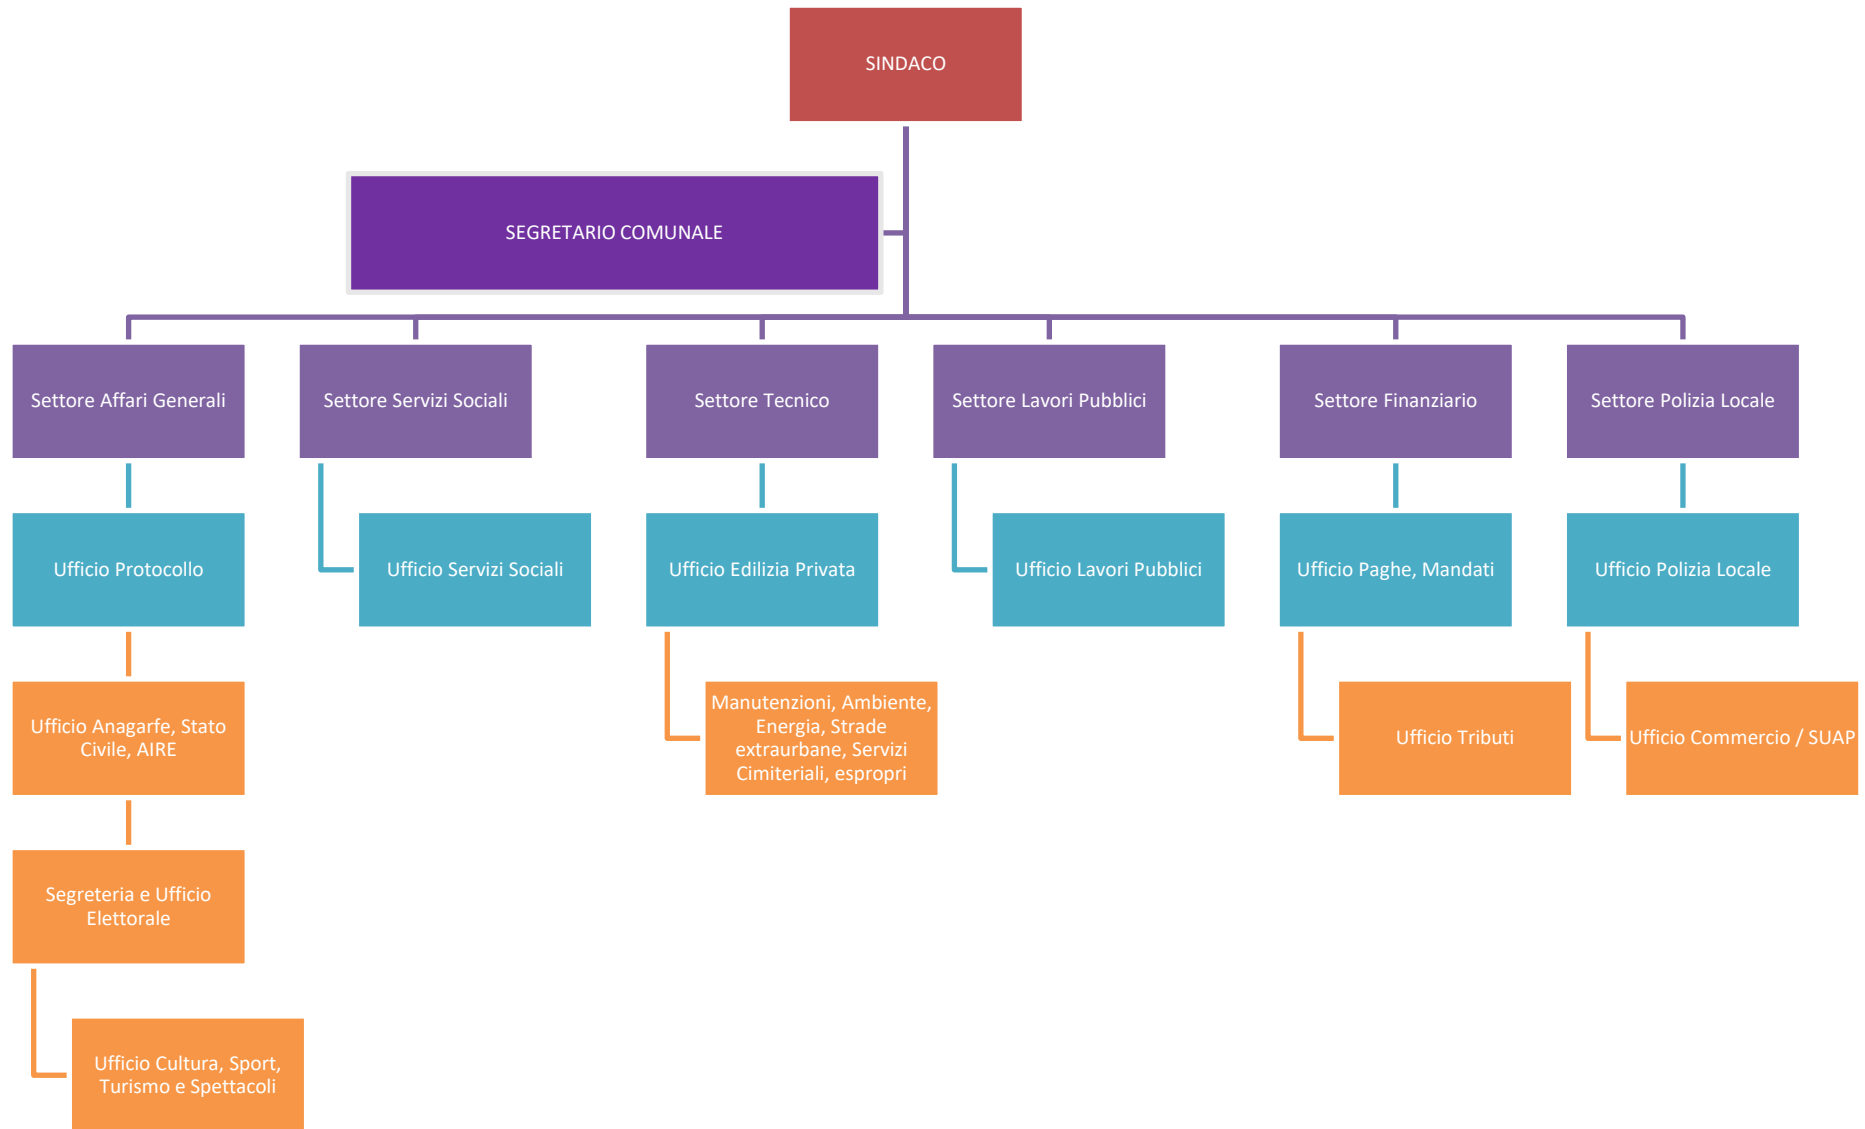 SINDACO
SEGRETARIO COMUNALE
Settore Affari Generali
Settore Servizi Sociali
Settore Tecnico
Settore Lavori Pubblici
Settore Finanziario
Settore Polizia Locale
Ufficio Protocollo
Ufficio Servizi Sociali
Ufficio Edilizia Privata
Ufficio Lavori Pubblici
Ufficio Paghe, Mandati
Ufficio Polizia Locale
Ufficio Anagarfe, Stato
Civile, AIRE
Manutenzioni, Ambiente,
Energia, Strade
extraurbane, Servizi
Cimiteriali, espropri
Ufficio Tributi
Ufficio Commercio / SUAP
Segreteria e Ufficio
Elettorale
Ufficio Cultura, Sport,
Turismo e Spettacoli